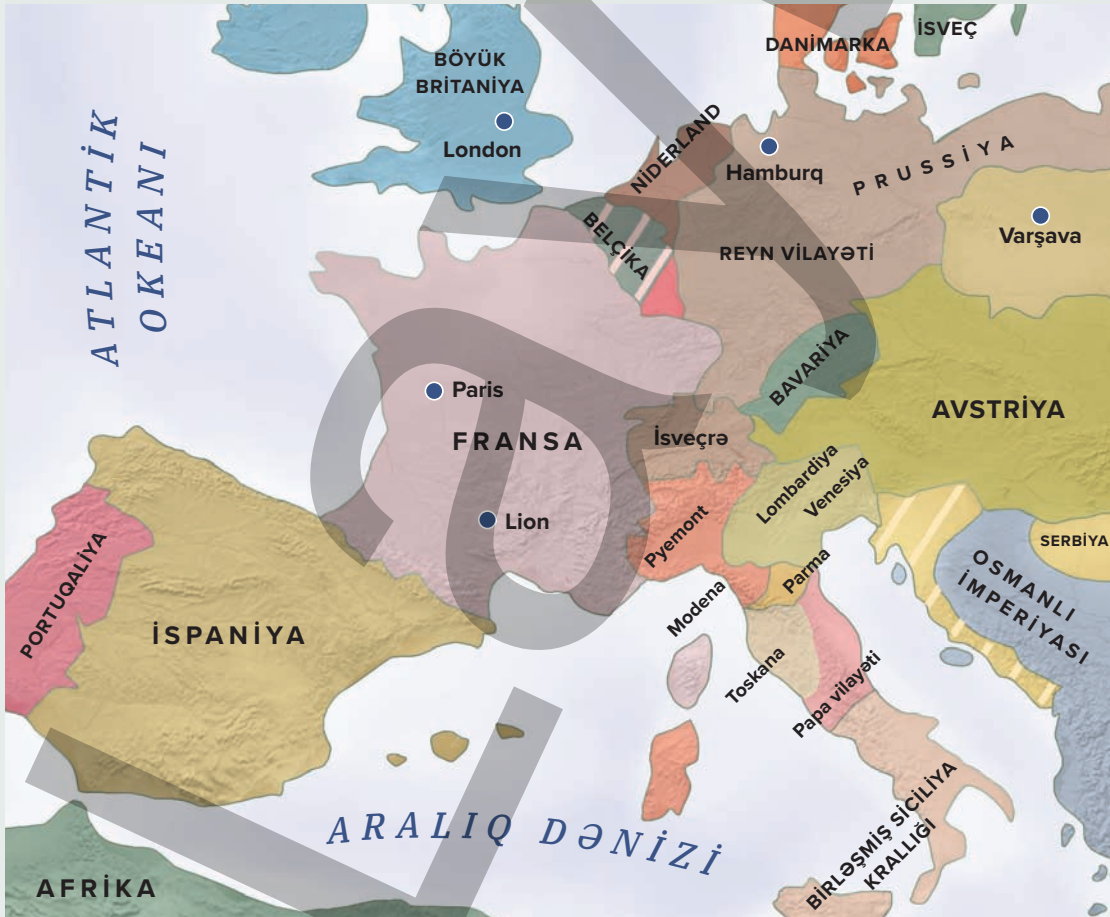 İSVEÇ
DANİMARKA
BÖYÜK
BRİTANİYA
London
NİDERLAND
Hamburq
PRUSSİYA
ATLANTİK
OKEANI
Varşava
BELÇİKA
REYN VİLAYƏTİ
BAVARİYA
Paris
AVSTRİYA
FRANSA
İsveçrə
Lombardiya
Venesiya
Lion
Pyemont
SERBİYA
OSMANLI
İMPERİYASI
Parma
PORTUQALİYA
İSPANİYA
Modena
Toskana
Papa vilayəti
ARALIQ DƏNİZİ
BİRLƏŞMİŞ SİCİLİYA
KRALLIĞI
AFRİKA